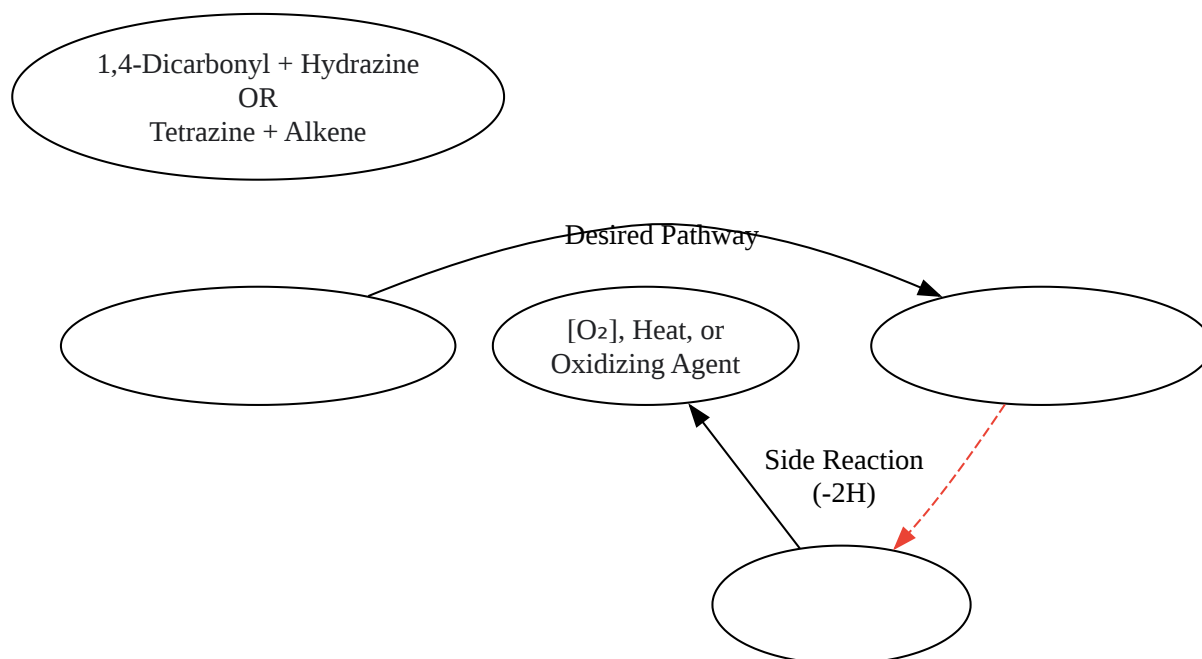 1,4-Dicarbonyl + Hydrazine
OR
Tetrazine + Alkene
Desired Pathway
[O₂], Heat, or
Oxidizing Agent
Side Reaction
(-2H)